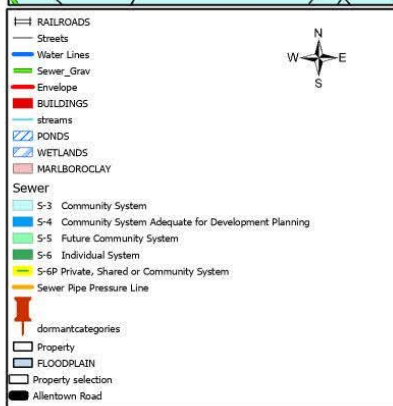 RAILROADS
Streets
Water Lines
Sewer_Grav
Envelope
BUILDINGS
streams
PONDS
WETLANDS
MARLBOROCLAY
Sewer
S-3 Community System
S-4 Community System Adequate for Development Planning
S-5 Future Community System
S-6 Individual System
S-6P Private, Shared or Community System
Sewer Pipe Pressure Line
dormantcategories
Property
FLOODPLAIN
Property selection
Allentown Road
N
W E
S